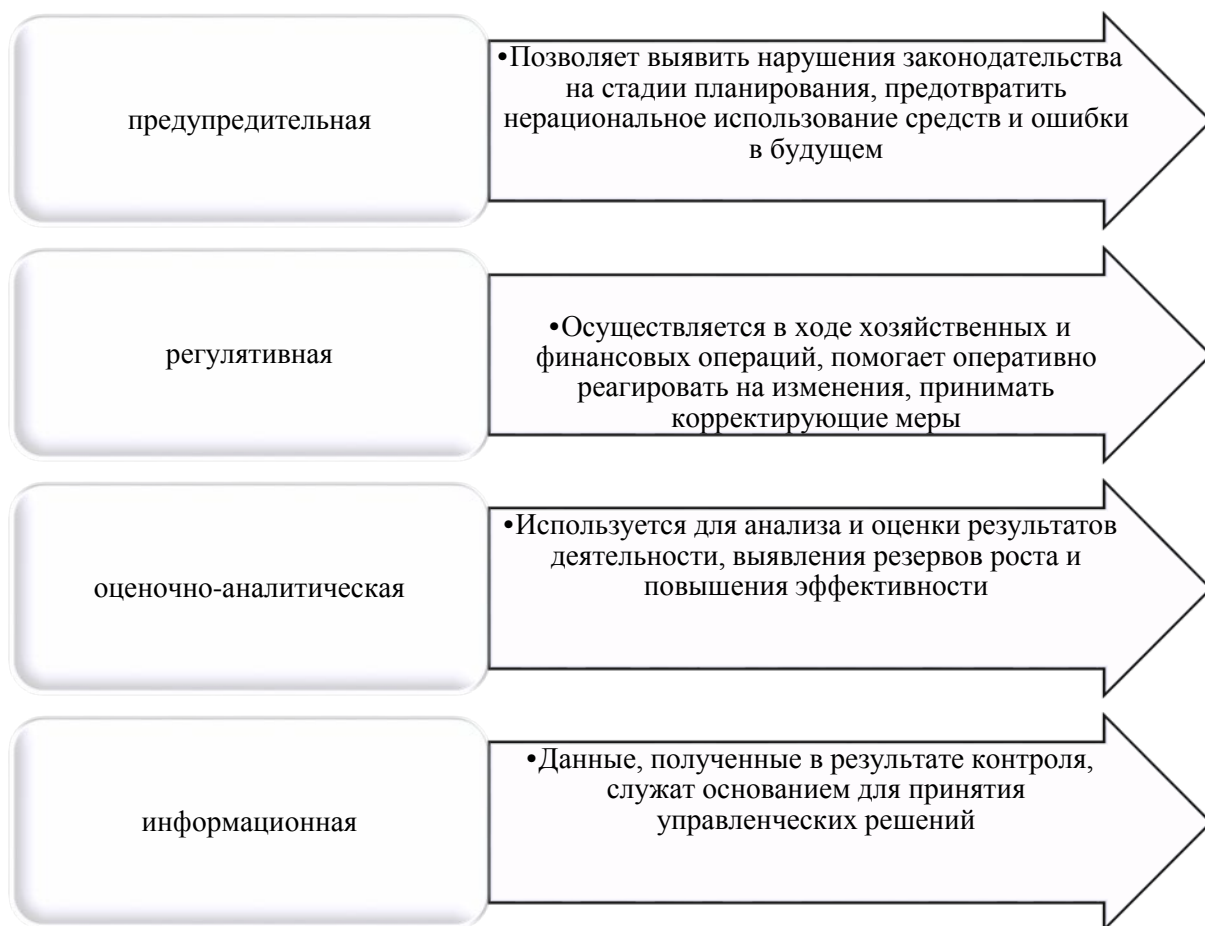 предупредительная
•Позволяет выявить нарушения законодательства
на стадии планирования, предотвратить
нерациональное использование средств и ошибки
в будущем
регулятивная
•Осуществляется в ходе хозяйственных и
финансовых операций, помогает оперативно
реагировать на изменения, принимать
корректирующие меры
оценочно-аналитическая
•Используется для анализа и оценки результатов
деятельности, выявления резервов роста и
повышения эффективности
информационная
•Данные, полученные в результате контроля,
служат основанием для принятия
управленческих решений